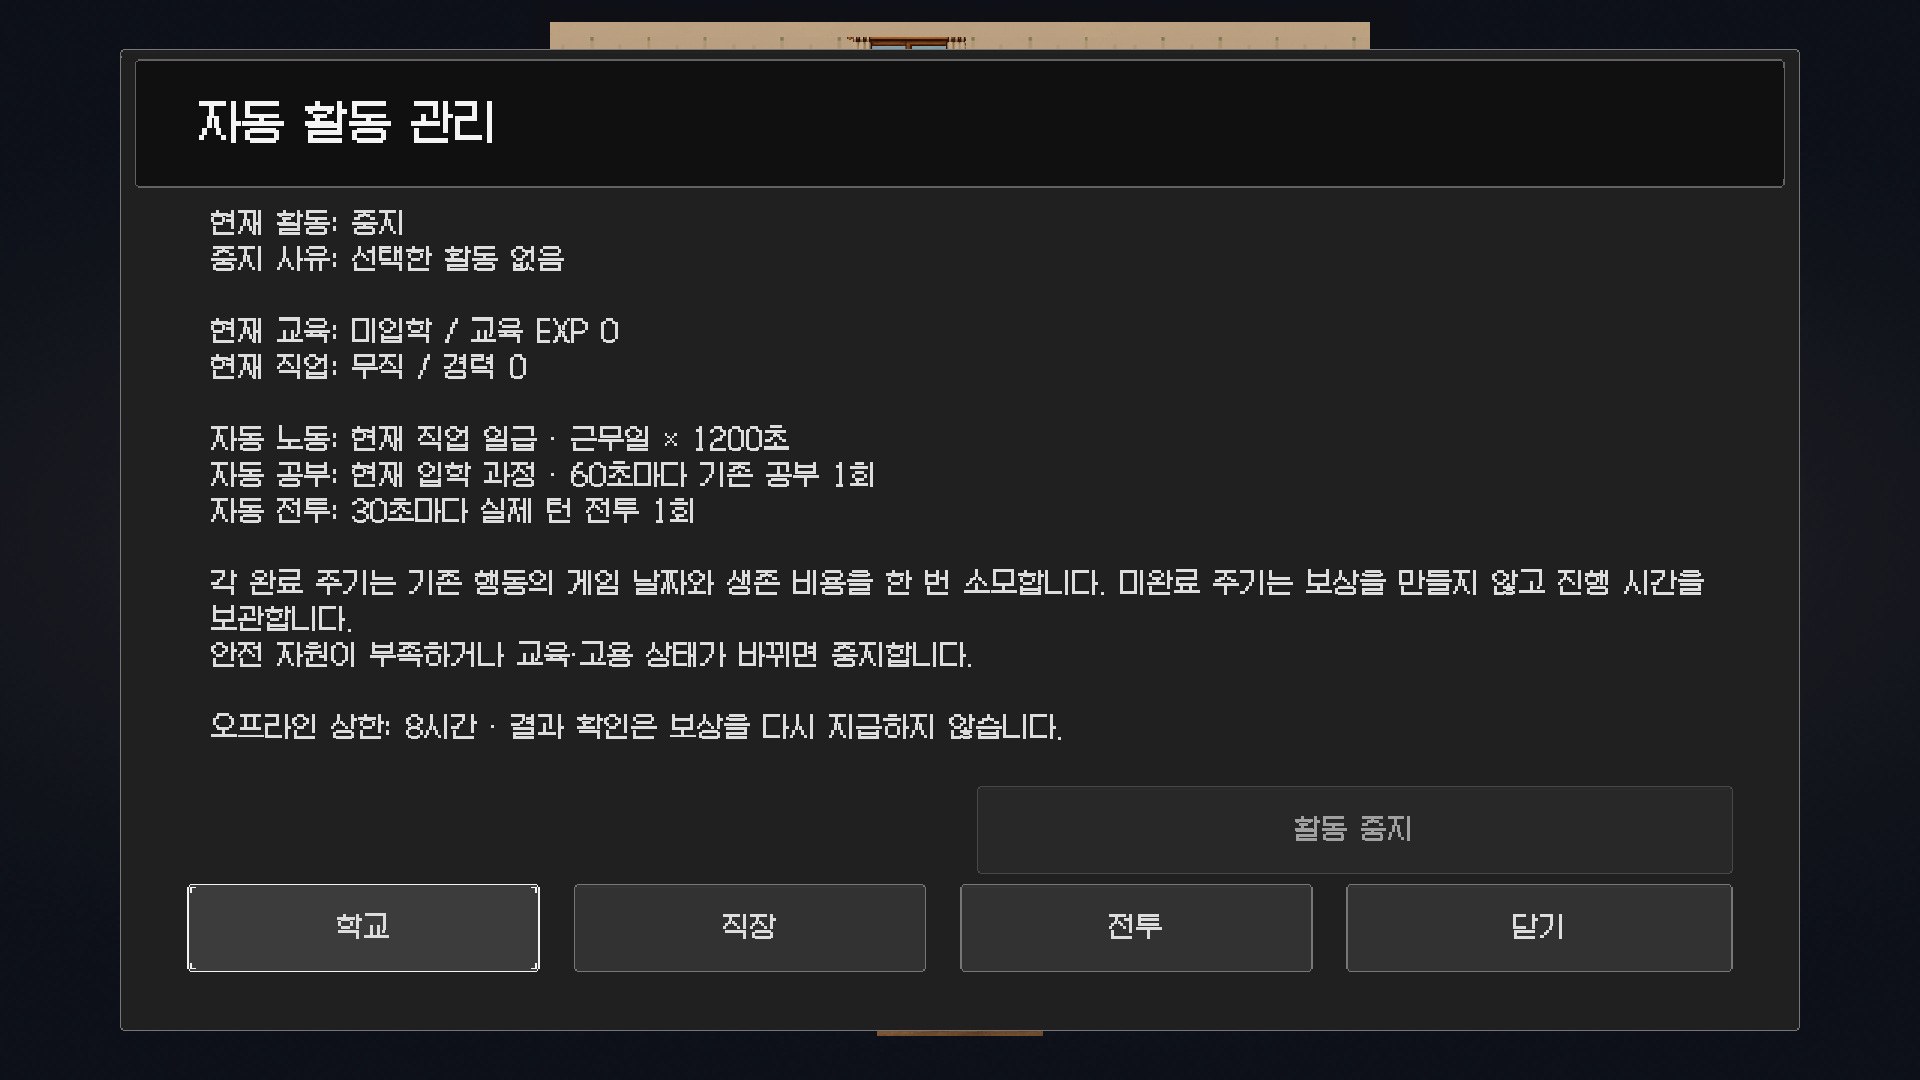 자동 활동 관리
현재 활동: 중지
중지 사유: 선택한 활동 없음
현재 교육: 미입학 / 교육 EXP 0
현재 직업: 무직 / 경력 0
자동 노동: 현재 직업 일급 · 근무일 × 1200초
자동 공부: 현재 입학 과정 · 60초마다 기존 공부 1회
자동 전투: 30초마다 실제 턴 전투 1회
각 완료 주기는 기존 행동의 게임 날짜와 생존 비용을 한 번 소모합니다. 미완료 주기는 보상을 만들지 않고 진행 시간을
보관합니다.
안전 자원이 부족하거나 교육·고용 상태가 바뀌면 중지합니다.
오프라인 상한: 8시간 · 결과 확인은 보상을 다시 지급하지 않습니다.
활동 중지
학교
직장
전투
닫기